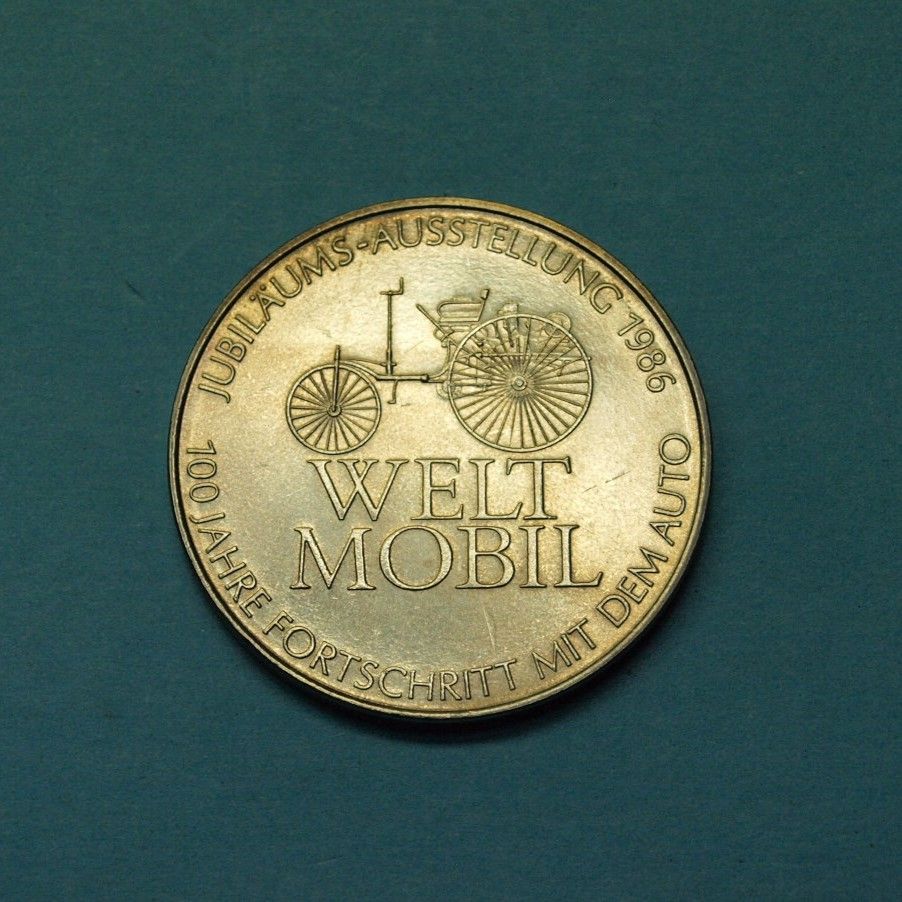 JUBILÄUMS-AUSSTELLUNG 1986
WELT
MOBIL
100 JAHRE FORTSCHRITT MIT DEM AUTO